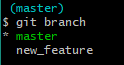 (master)
$ git branch
* master
new_feature